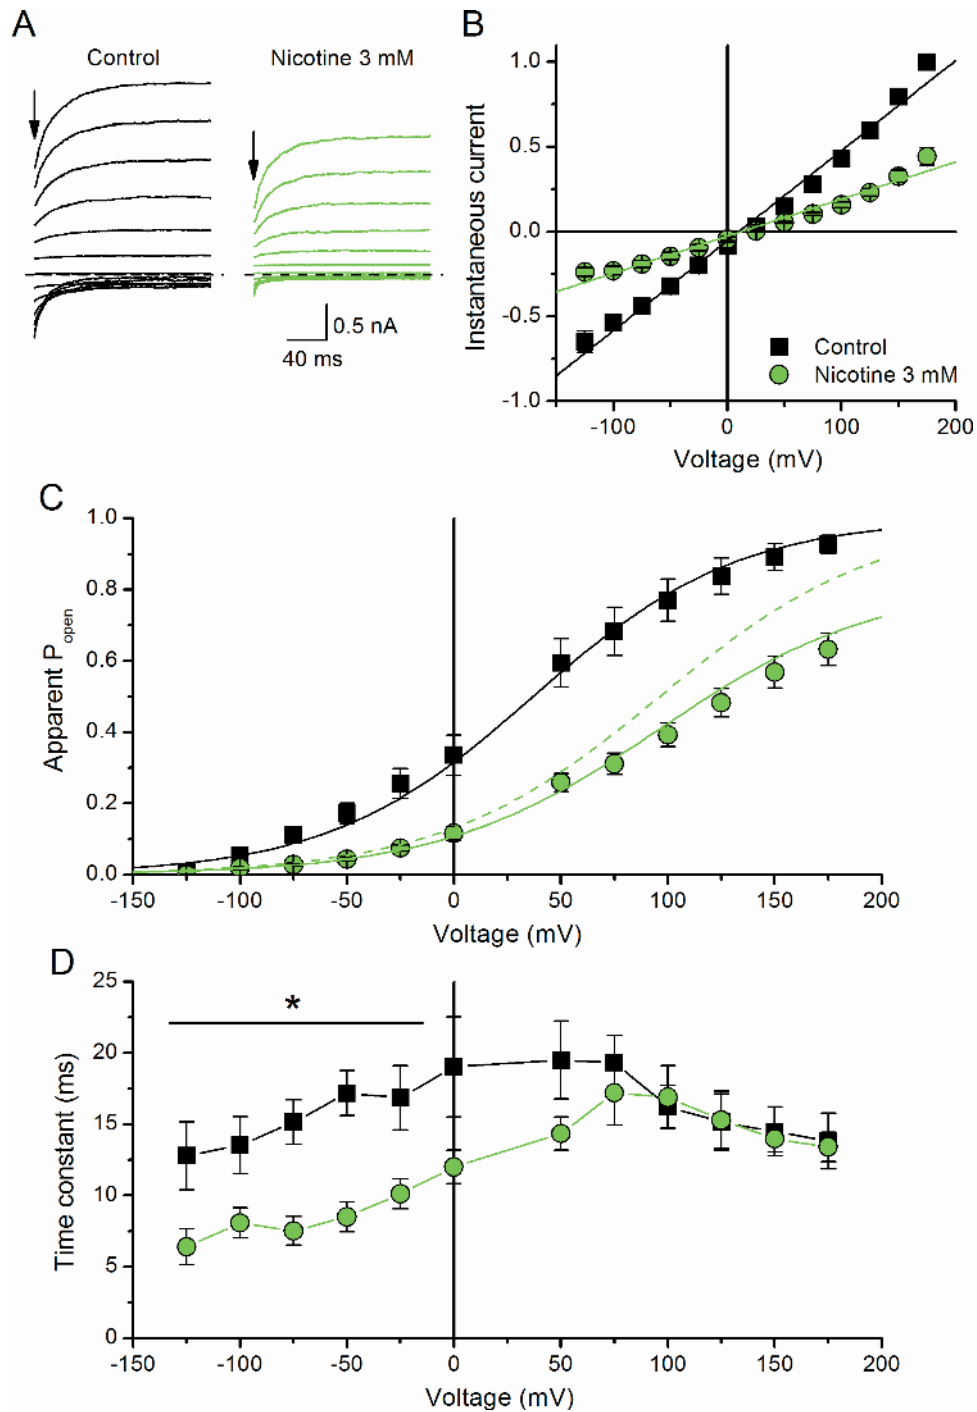 A
Control
Nicotine 3 mM
0.5 nA
40 ms
B
Instantaneous current
1.0
0.5
0.0
-0.5
-1.0
Control
Nicotine 3 mM
-100
0
100
200
Voltage (mV)
C
Apparent Popen
1.0
0.8
0.6
0.4
0.2
0.0
-150
-100
-50
0
50
100
150
200
Voltage (mV)
D
Time constant (ms)
25
20
15
10
5
0
*
-150
-100
-50
0
50
100
150
200
Voltage (mV)